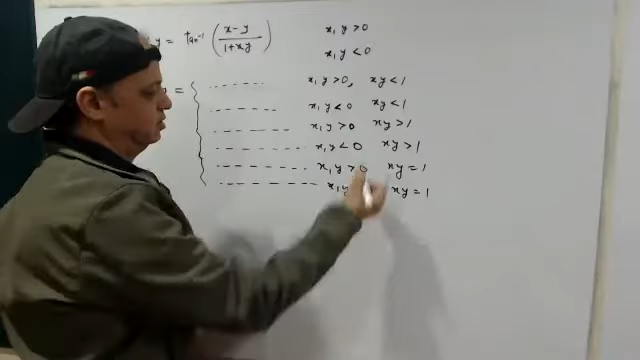 y = tan⁻¹ ( x-y / 1+xy ) x, y > 0
x, y < 0
= { - - - - - - x, y > 0, xy < 1
- - - - - - x, y < 0 xy < 1
- - - - - - x, y > 0 xy > 1
- - - - - - x, y < 0 xy > 1
- - - - - - x, y > 0 xy = 1
- - - - - - x, y xy = 1